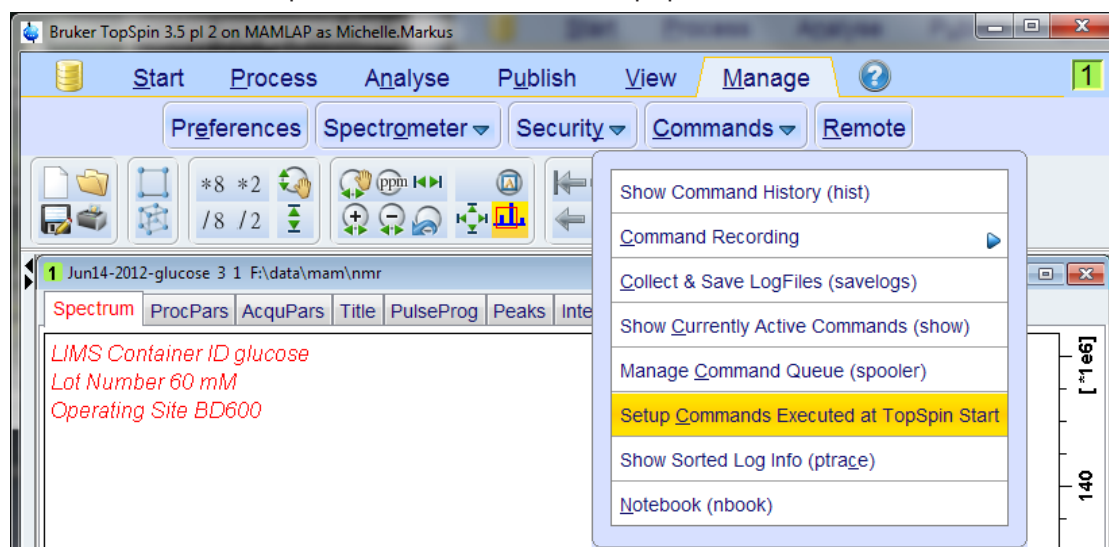 Bruker TopSpin 3.5 pl 2 on MAMLAP as Michelle.Markus
Start Process Analyse Publish View Manage ? 1
Preferences Spectrometer Security Commands Remote
*8 *2 ppm
/8 /2
Show Command History (hist)
Command Recording
Collect & Save LogFiles (savelogs)
Show Currently Active Commands (show)
Manage Command Queue (spooler)
Setup Commands Executed at TopSpin Start
Show Sorted Log Info (ptrace)
Notebook (nbook)
1 Jun14-2012-glucose 3 1 F:\data\mam\nmr
Spectrum ProcPars AcquPars Title PulseProg Peaks Inte
LIMS Container ID glucose
Lot Number 60 mM
Operating Site BD600
[*1e6]
140